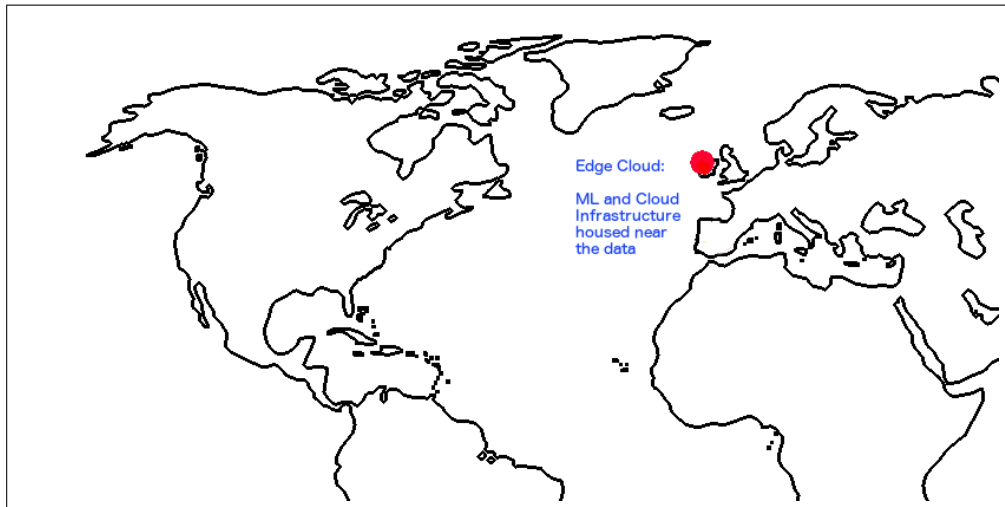 Edge Cloud:
ML and Cloud
Infrastructure
housed near
the data